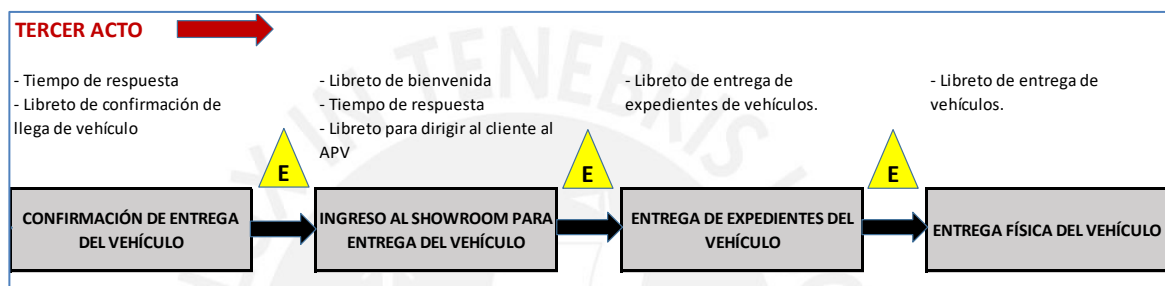 TERCER ACTO
- Tiempo de respuesta
- Libreto de confirmación de
llega de vehículo
- Libreto de bienvenida
- Tiempo de respuesta
- Libreto para dirigir al cliente al
APV
- Libreto de entrega de
expedientes de vehículos.
- Libreto de entrega de
vehículos.
E
E
E
CONFIRMACIÓN DE ENTREGA
DEL VEHÍCULO
INGRESO AL SHOWROOM PARA
ENTREGA DEL VEHÍCULO
ENTREGA DE EXPEDIENTES DEL
VEHÍCULO
ENTREGA FÍSICA DEL VEHÍCULO
IN TENEBRIS